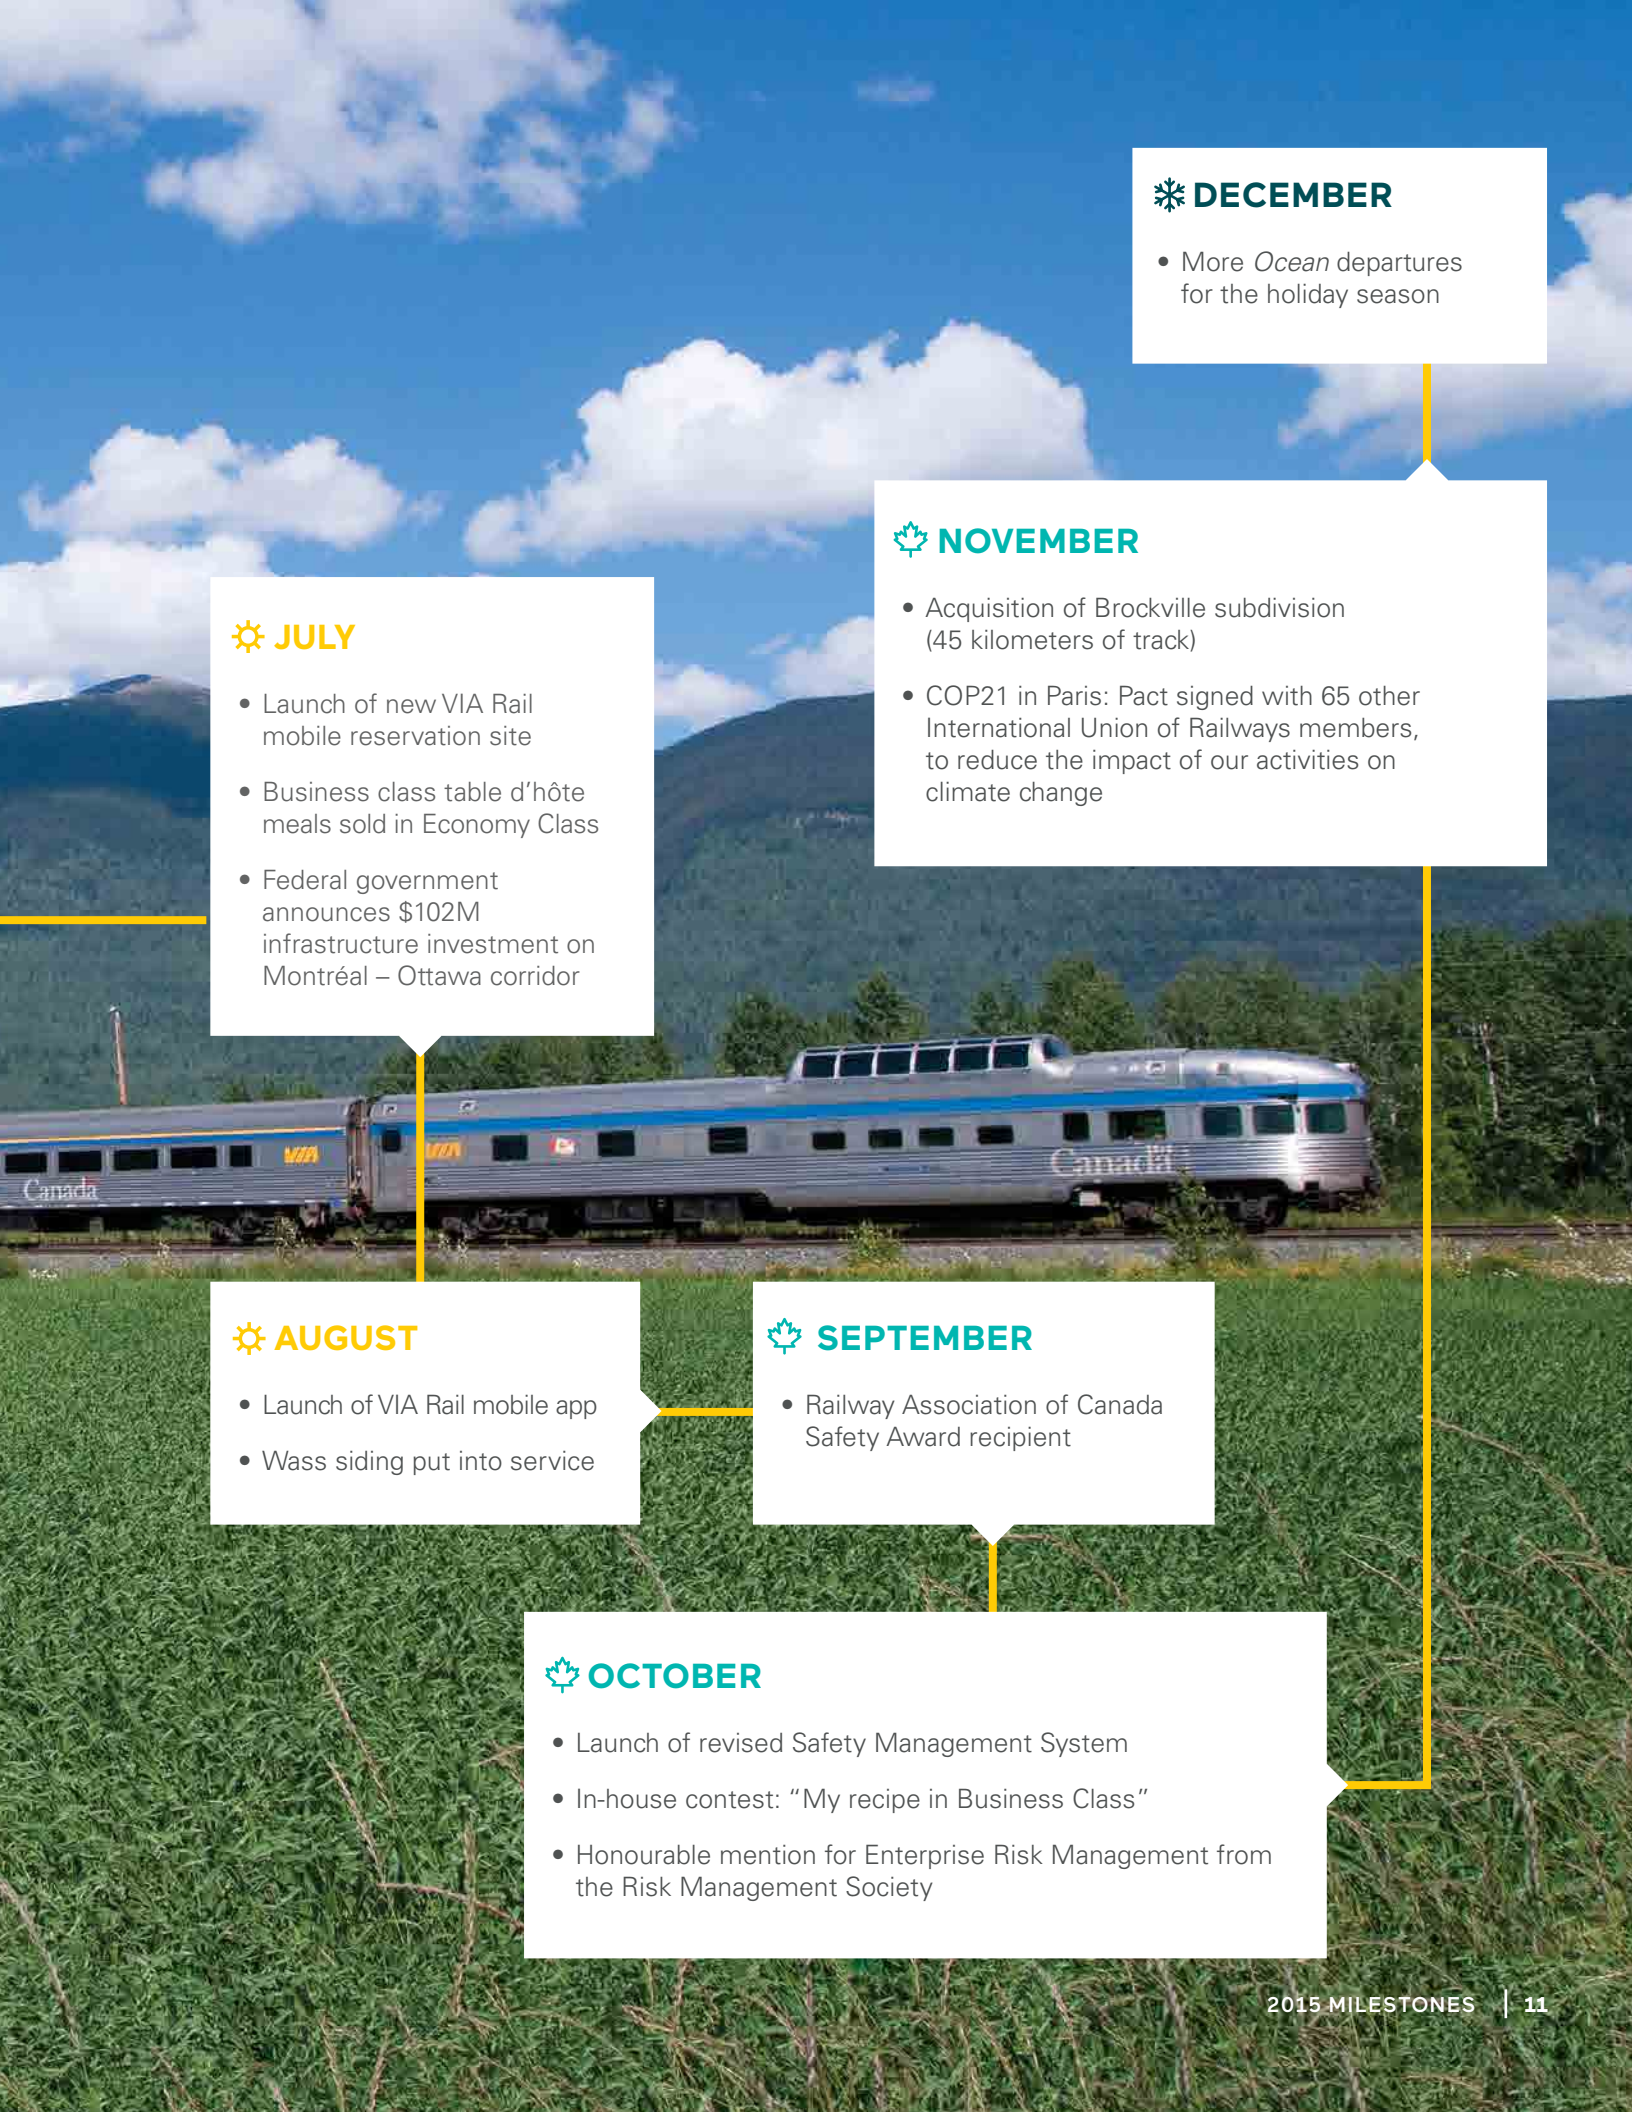 JULY
• Launch of new VIA Rail
mobile reservation site
• Business class table d’hôte
meals sold in Economy Class
• Federal government
announces $102M
infrastructure investment on
Montréal – Ottawa corridor
AUGUST
• Launch of VIA Rail mobile app
• Wass siding put into service
SEPTEMBER
• Railway Association of Canada
Safety Award recipient
OCTOBER
• Launch of revised Safety Management System
• In-house contest: “My recipe in Business Class”
• Honourable mention for Enterprise Risk Management from
the Risk Management Society
NOVEMBER
• Acquisition of Brockville subdivision
(45 kilometers of track)
• COP21 in Paris: Pact signed with 65 other
International Union of Railways members,
to reduce the impact of our activities on
climate change
DECEMBER
• More Ocean departures
for the holiday season
VIA
VIA
Canada
Canada
2015 MILESTONES | 11